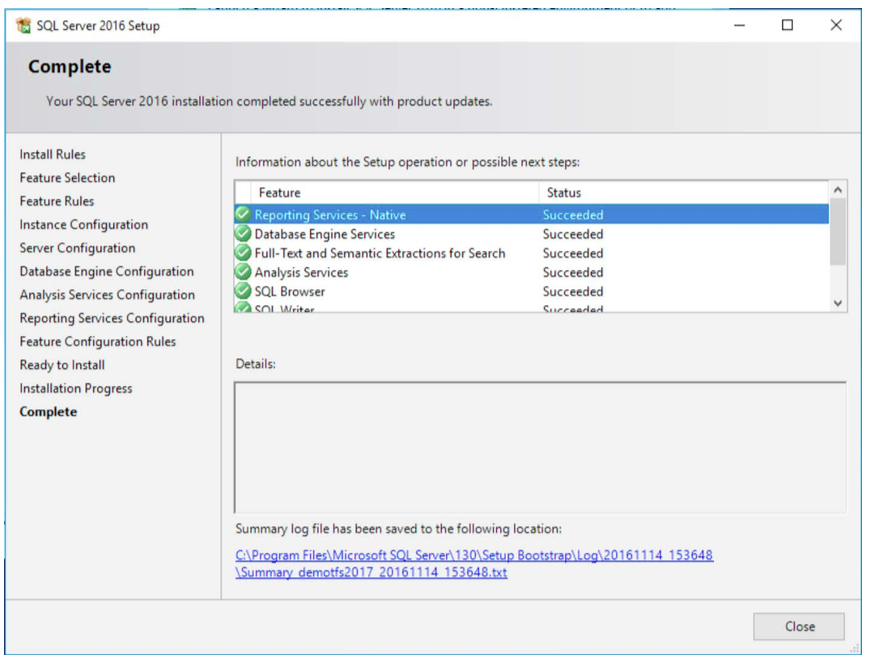 SQL Server 2016 Setup
Complete
Your SQL Server 2016 installation completed successfully with product updates.
Install Rules
Feature Selection
Feature Rules
Instance Configuration
Server Configuration
Database Engine Configuration
Analysis Services Configuration
Reporting Services Configuration
Feature Configuration Rules
Ready to Install
Installation Progress
Complete
Information about the Setup operation or possible next steps:
Feature Status
Reporting Services - Native Succeeded
Database Engine Services Succeeded
Full-Text and Semantic Extractions for Search Succeeded
Analysis Services Succeeded
SQL Browser Succeeded
SQL Writer Succeeded
Details:
Summary log file has been saved to the following location:
C:\Program Files\Microsoft SQL Server\130\Setup Bootstrap\Log\20161114_153648
\Summary_demotfs2017_20161114_153648.txt
Close